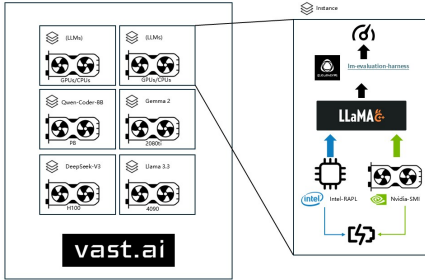 Instance
(LLMs)
(LLMs)
GPUs/CPUs
GPUs/CPUs
Qwen-Coder-8B
Gemma 2
P8
2080ti
DeepSeek-V3
Llama 3.3
H100
4090
vast.ai
lm-evaluation-harness
LLaMA
intel
Intel-RAPL
Nvidia-SMI